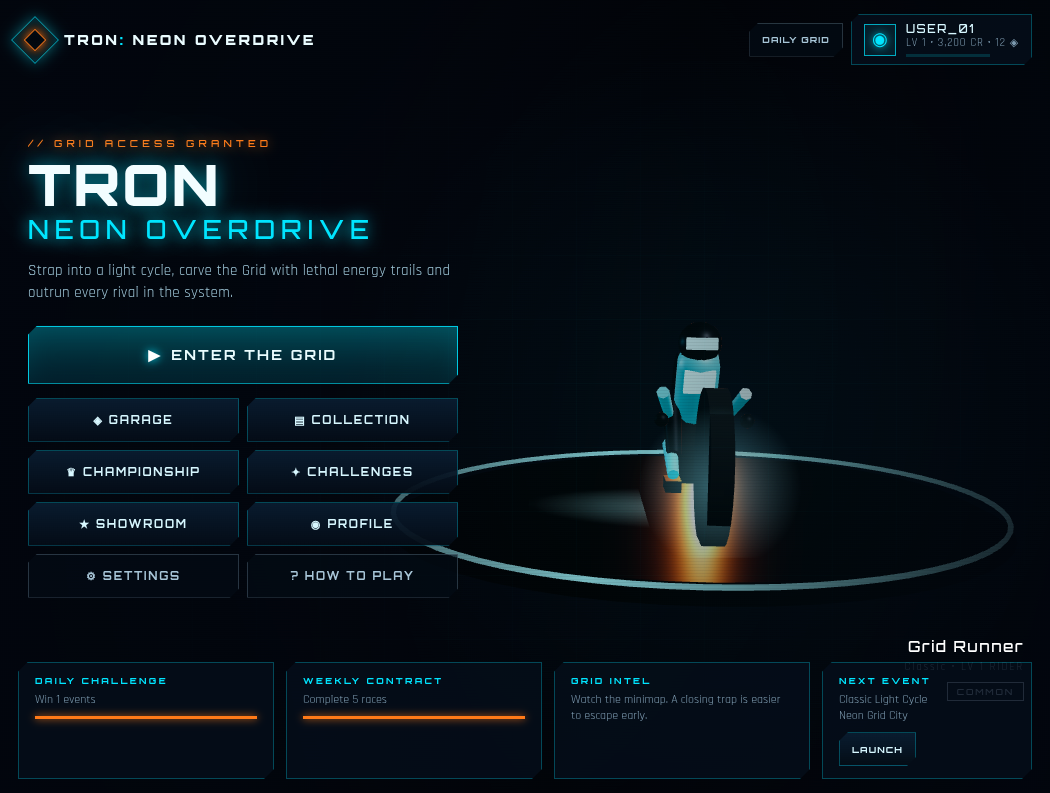 TRON: NEON OVERDRIVE
DAILY GRID
USER_01
LV 1 • 3,200 CR • 12 ◈
// GRID ACCESS GRANTED
TRON
NEON OVERDRIVE
Strap into a light cycle, carve the Grid with lethal energy trails and
outrun every rival in the system.
▶ ENTER THE GRID
◆ GARAGE
▤ COLLECTION
♛ CHAMPIONSHIP
✦ CHALLENGES
★ SHOWROOM
◉ PROFILE
⚙ SETTINGS
? HOW TO PLAY
Grid Runner
Classic • LV 1 RIDER
COMMON
DAILY CHALLENGE
Win 1 events
WEEKLY CONTRACT
Complete 5 races
GRID INTEL
Watch the minimap. A closing trap is easier
to escape early.
NEXT EVENT
Classic Light Cycle
Neon Grid City
LAUNCH